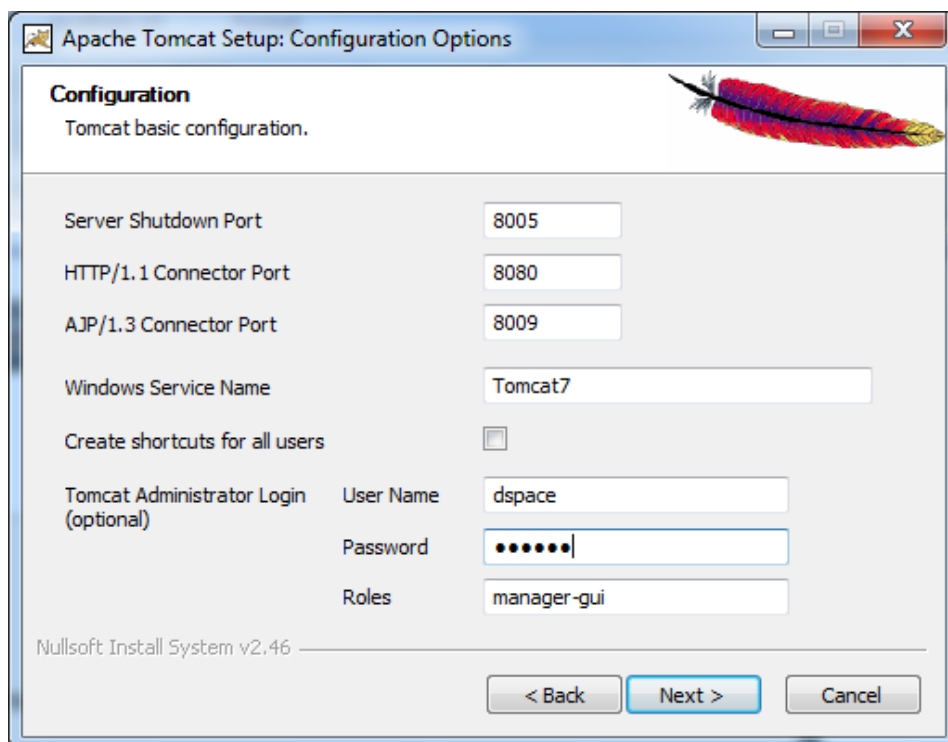 Apache Tomcat Setup: Configuration Options
Configuration
Tomcat basic configuration.
Server Shutdown Port 8005
HTTP/1.1 Connector Port 8080
AJP/1.3 Connector Port 8009
Windows Service Name Tomcat7
Create shortcuts for all users
Tomcat Administrator Login User Name dspace
(optional)
Password ●●●●●●
Roles manager-gui
Nullsoft Install System v2.46
< Back Next > Cancel